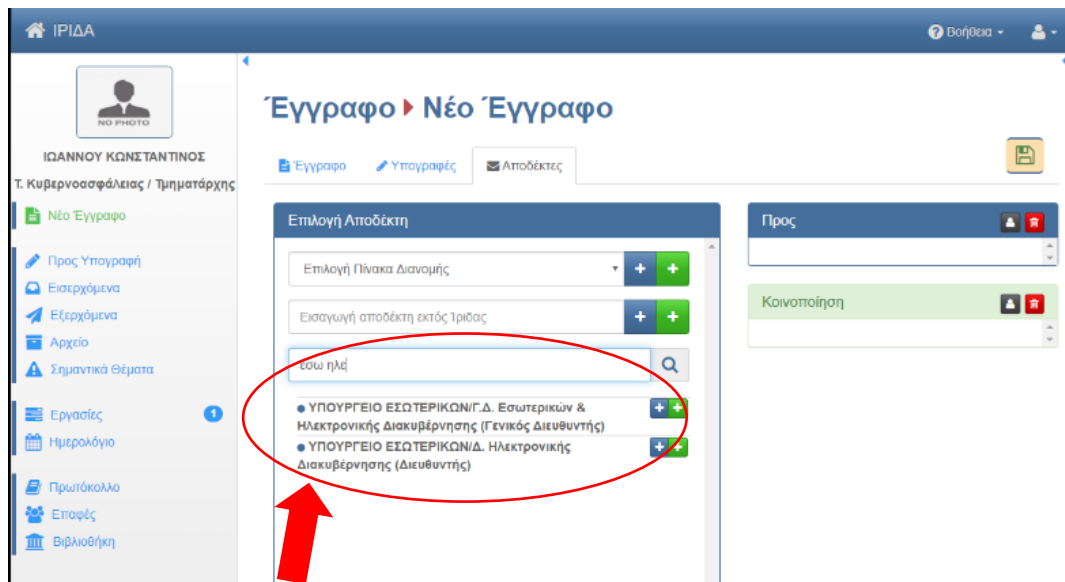 ΙΡΙΔΑ
Βοήθεια
NO PHOTO
ΙΩΑΝΝΟΥ ΚΩΝΣΤΑΝΤΙΝΟΣ
Τ. Κυβερνοασφάλειας / Τμηματάρχης
Νέο Έγγραφο
Προς Υπογραφή
Εισερχόμενα
Εξερχόμενα
Αρχείο
Σημαντικά Θέματα
Εργασίες 1
Ημερολόγιο
Πρωτόκολλο
Επαφές
Βιβλιοθήκη
Έγγραφο Νέο Έγγραφο
Έγγραφο Υπογραφές Αποδέκτες
Επιλογή Αποδέκτη
Επιλογή Πίνακα Διανομής
Εισαγωγή αποδέκτη εκτός Ίριδας
εσω ηλε
ΥΠΟΥΡΓΕΙΟ ΕΣΩΤΕΡΙΚΩΝ/Γ.Δ. Εσωτερικών &
Ηλεκτρονικής Διακυβέρνησης (Γενικός Διευθυντής)
ΥΠΟΥΡΓΕΙΟ ΕΣΩΤΕΡΙΚΩΝ/Δ. Ηλεκτρονικής
Διακυβέρνησης (Διευθυντής)
Προς
Κοινοποίηση